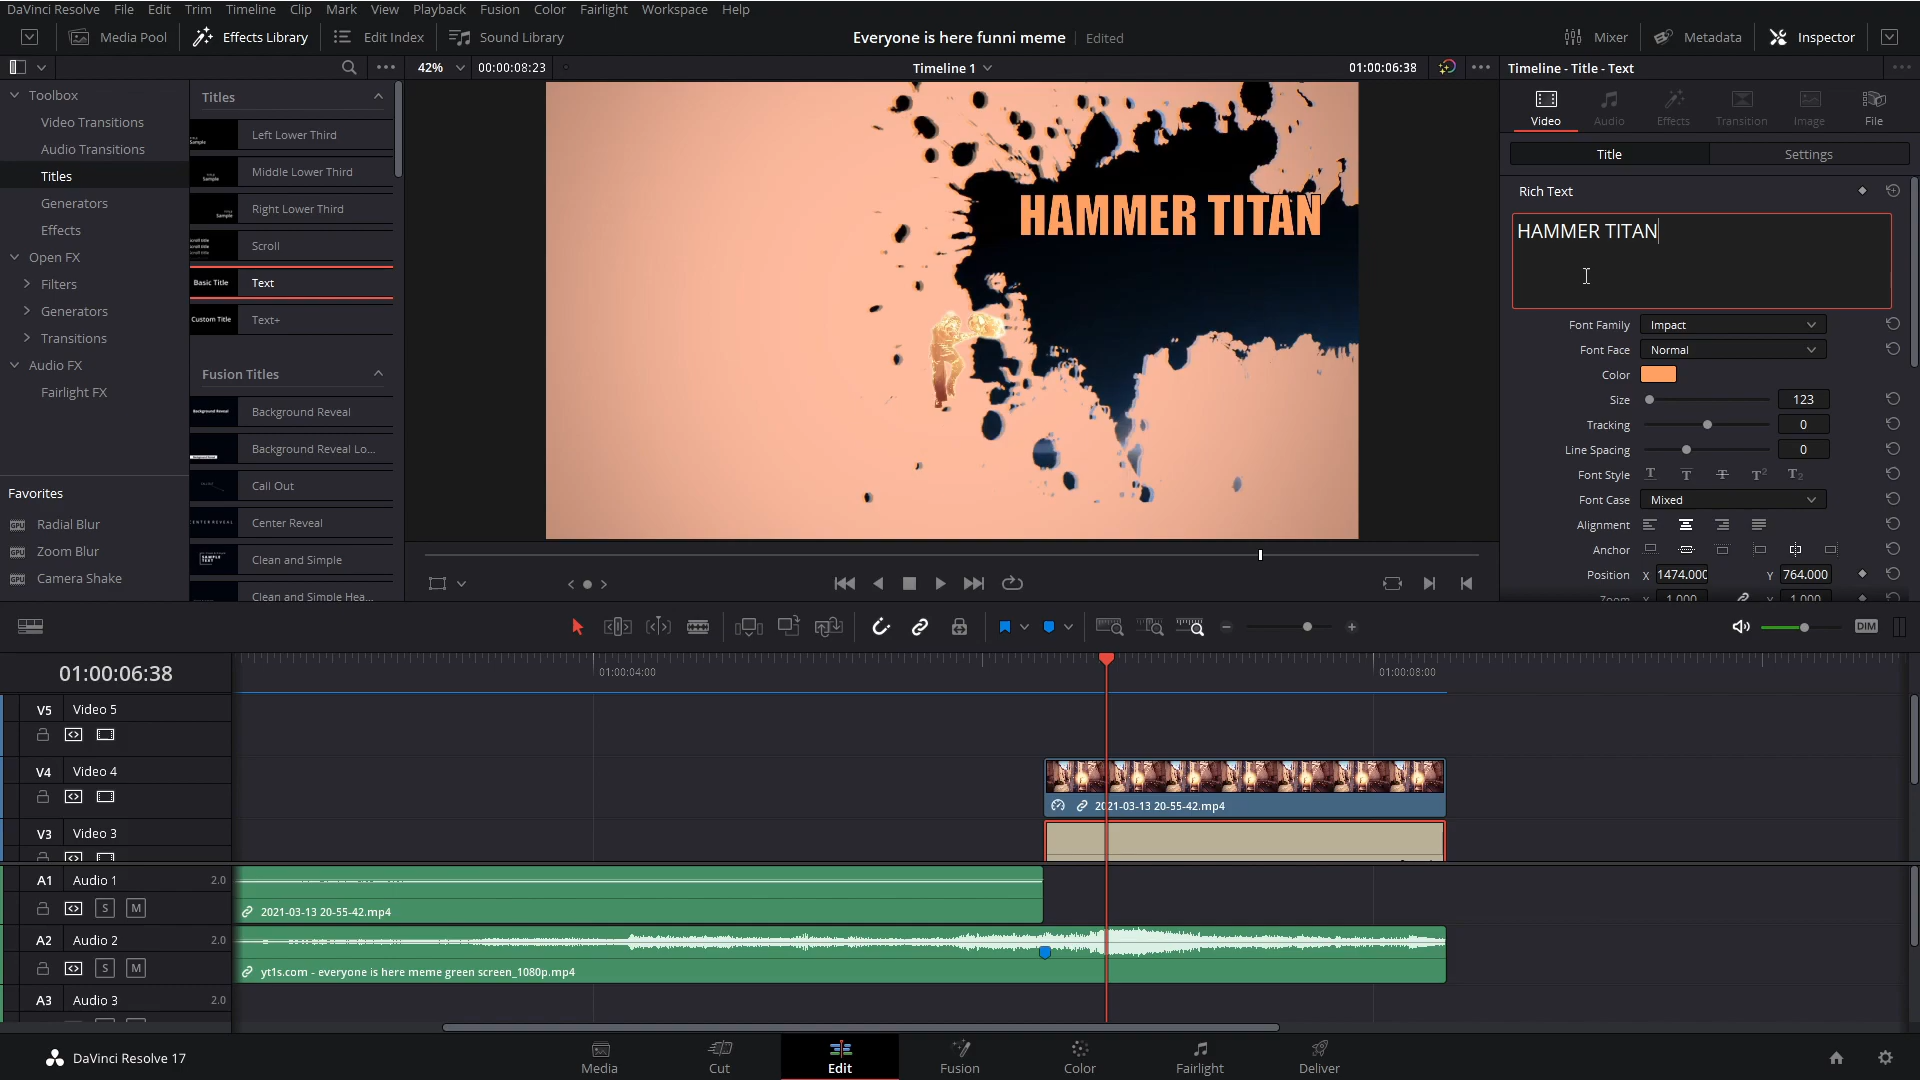 DaVinci Resolve File Edit Trim Timeline Clip Mark View Playback Fusion Color Fairlight Workspace Help
Media Pool Effects Library Edit Index Sound Library Everyone is here funni meme Edited Mixer Metadata Inspector
42% 00:00:08:23 Timeline 1 01:00:06:38 Timeline - Title - Text
Toolbox
Video Transitions
Audio Transitions
Titles
Generators
Effects
Open FX
Filters
Generators
Transitions
Audio FX
Fairlight FX
Favorites
Radial Blur
Zoom Blur
Camera Shake
Titles
Left Lower Third
Middle Lower Third
Right Lower Third
Scroll
Basic Title Text
Custom Title Text+
Fusion Titles
Background Reveal
Background Reveal Lo...
Call Out
Center Reveal
Clean and Simple
Clean and Simple Hea...
HAMMER TITAN
Video Audio Effects Transition Image File
Title Settings
Rich Text
HAMMER TITAN
Font Family Impact
Font Face Normal
Color
Size 123
Tracking 0
Line Spacing 0
Font Style
Font Case Mixed
Alignment
Anchor
Position X 1474.000 Y 764.000
Zoom X 1.000 Y 1.000
DIM
01:00:06:38 01:00:04:00 01:00:08:00
V5 Video 5
V4 Video 4
2021-03-13 20-55-42.mp4
V3 Video 3
A1 Audio 1 2.0
S M
2021-03-13 20-55-42.mp4
A2 Audio 2 2.0
S M
yt1s.com - everyone is here meme green screen_1080p.mp4
A3 Audio 3 2.0
DaVinci Resolve 17
Media Cut Edit Fusion Color Fairlight Deliver